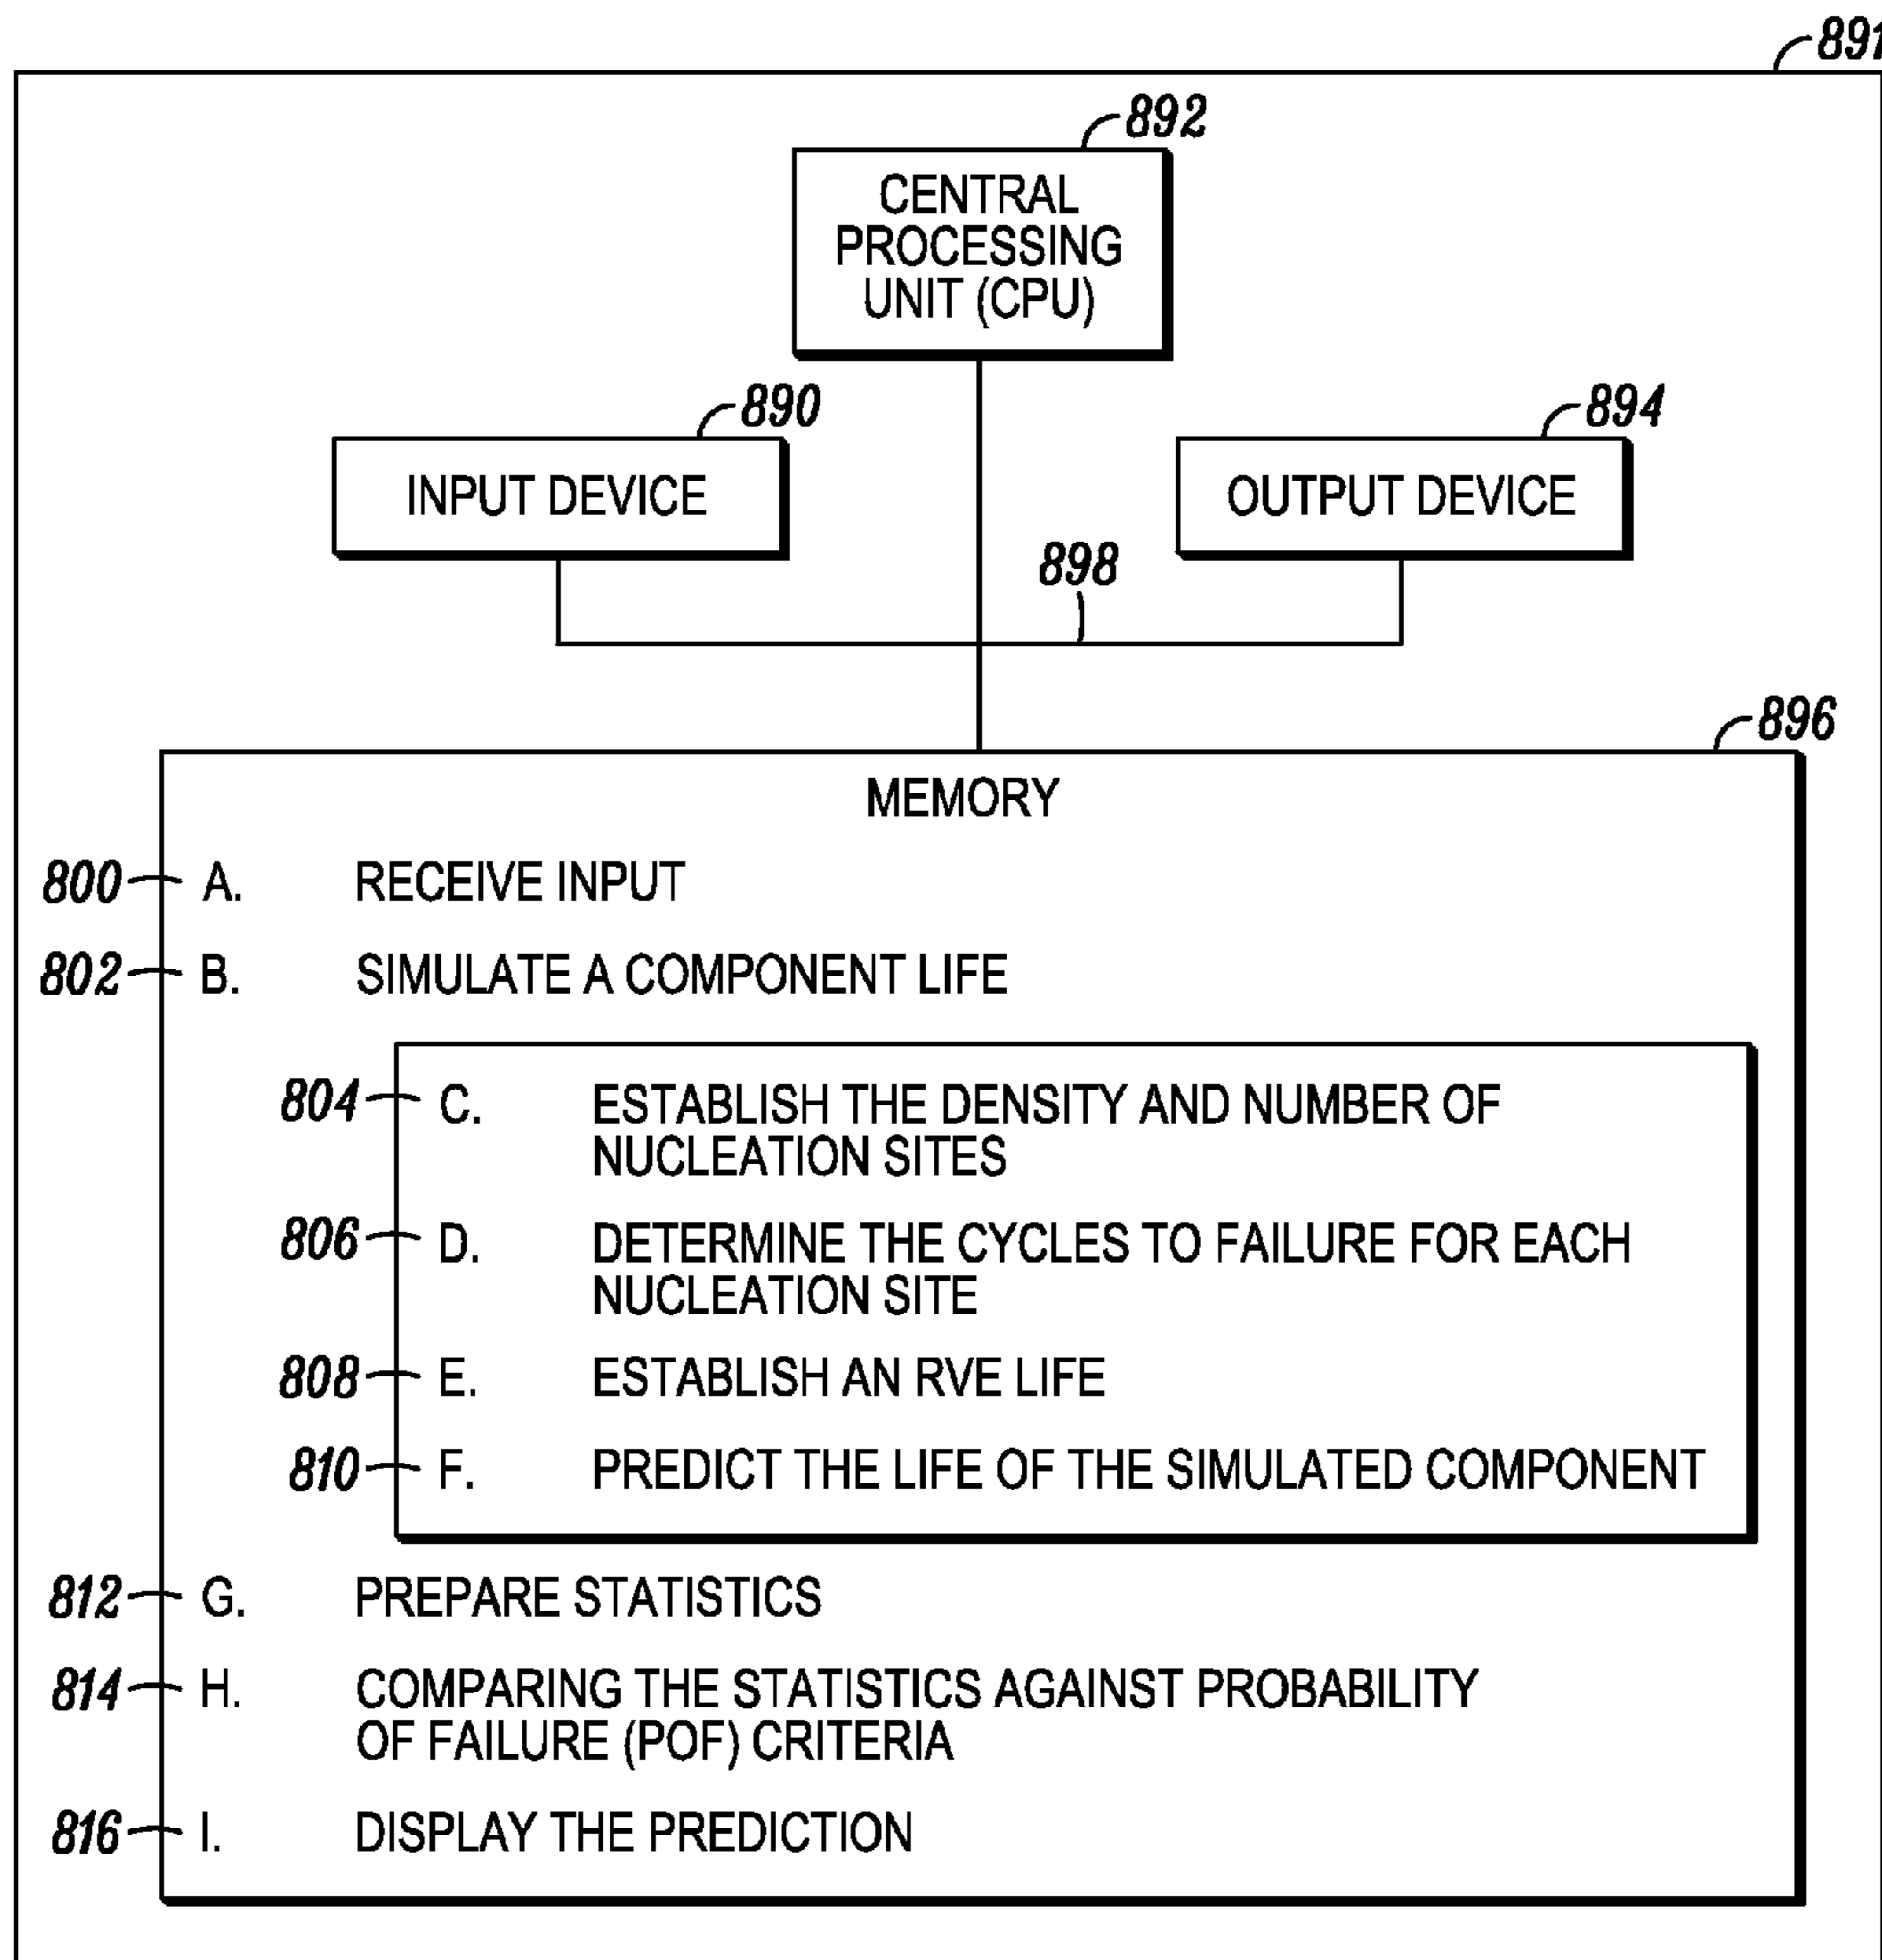 891
892
CENTRAL
PROCESSING
UNIT (CPU)
890
INPUT DEVICE
894
OUTPUT DEVICE
898
896
MEMORY
800 A. RECEIVE INPUT
802 B. SIMULATE A COMPONENT LIFE
804 C. ESTABLISH THE DENSITY AND NUMBER OF
NUCLEATION SITES
806 D. DETERMINE THE CYCLES TO FAILURE FOR EACH
NUCLEATION SITE
808 E. ESTABLISH AN RVE LIFE
810 F. PREDICT THE LIFE OF THE SIMULATED COMPONENT
812 G. PREPARE STATISTICS
814 H. COMPARING THE STATISTICS AGAINST PROBABILITY
OF FAILURE (POF) CRITERIA
816 I. DISPLAY THE PREDICTION